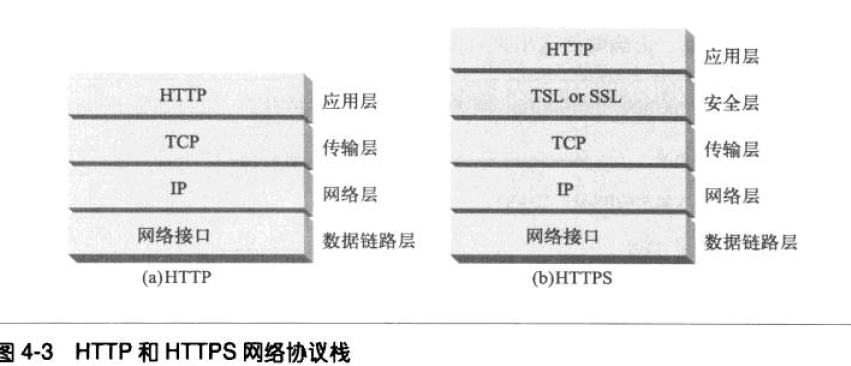 HTTP 应用层
TCP 传输层
IP 网络层
网络接口 数据链路层
(a)HTTP
HTTP 应用层
TSL or SSL 安全层
TCP 传输层
IP 网络层
网络接口 数据链路层
(b)HTTPS
图 4-3 HTTP 和 HTTPS 网络协议栈